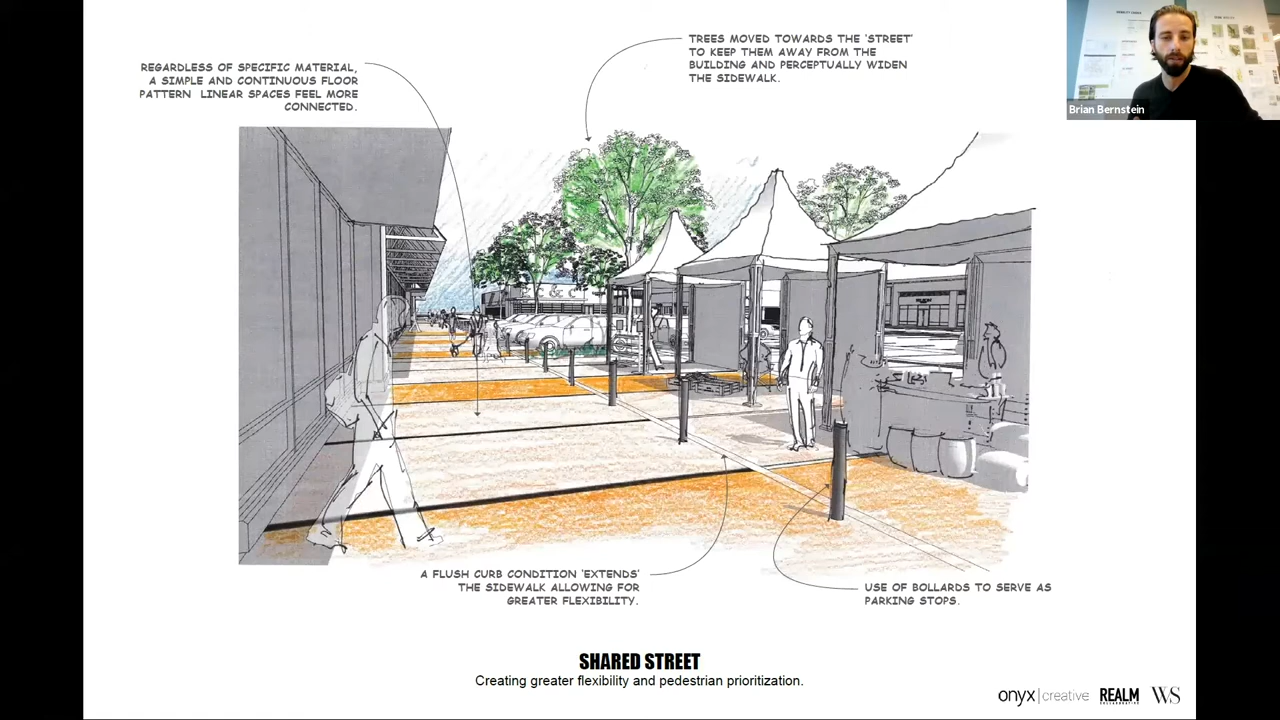 TREES MOVED TOWARDS THE 'STREET'
TO KEEP THEM AWAY FROM THE
BUILDING AND PERCEPTUALLY WIDEN
THE SIDEWALK.
REGARDLESS OF SPECIFIC MATERIAL,
A SIMPLE AND CONTINUOUS FLOOR
PATTERN LINEAR SPACES FEEL MORE
CONNECTED.
Brian Bernstein
A FLUSH CURB CONDITION 'EXTENDS'
THE SIDEWALK ALLOWING FOR
GREATER FLEXIBILITY.
USE OF BOLLARDS TO SERVE AS
PARKING STOPS.
SHARED STREET
Creating greater flexibility and pedestrian prioritization.
onyx|creative REALM COLLABORATIVE WS